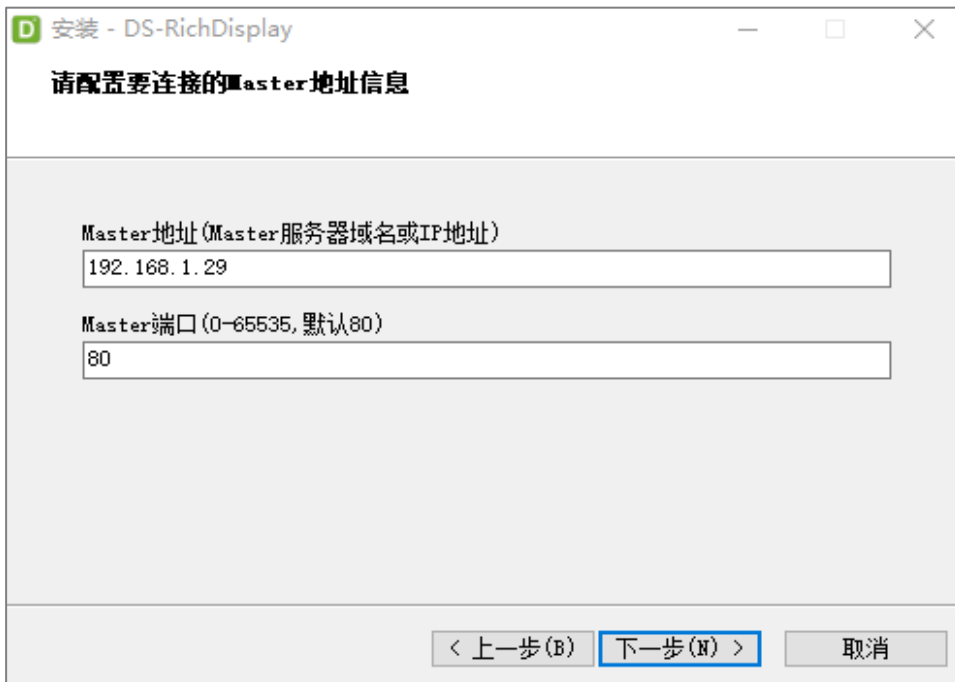 D 安装 - DS-RichDisplay
请配置要连接的Master地址信息
Master地址(Master服务器域名或IP地址)
192.168.1.29
Master端口(0-65535,默认80)
80
< 上一步(B) 下一步(N) > 取消